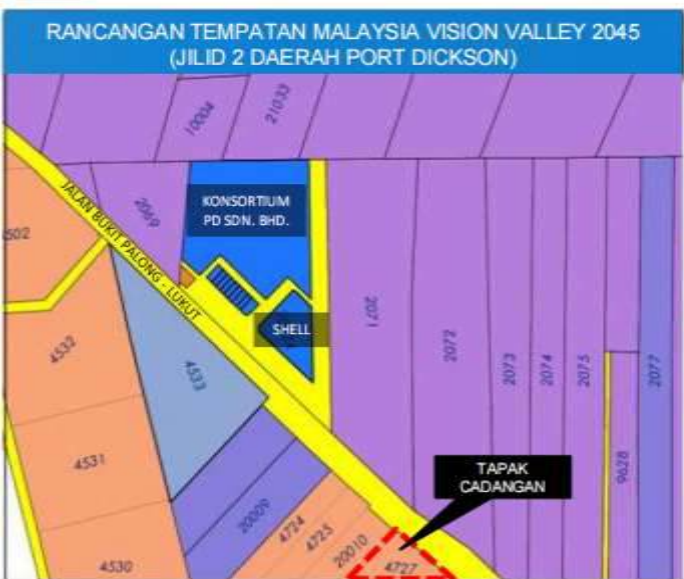 RANCANGAN TEMPATAN MALAYSIA VISION VALLEY 2045
(JILID 2 DAERAH PORT DICKSON)
10004
21033
2069
KONSORTIUM
PD SDN. BHD.
4502
JALAN BUKIT PALONG - LUKUT
SHELL
2071
2072
2073
2074
2075
2077
4532
4533
4531
9628
TAPAK
CADANGAN
20009
4724
4725
20010
4727
4530